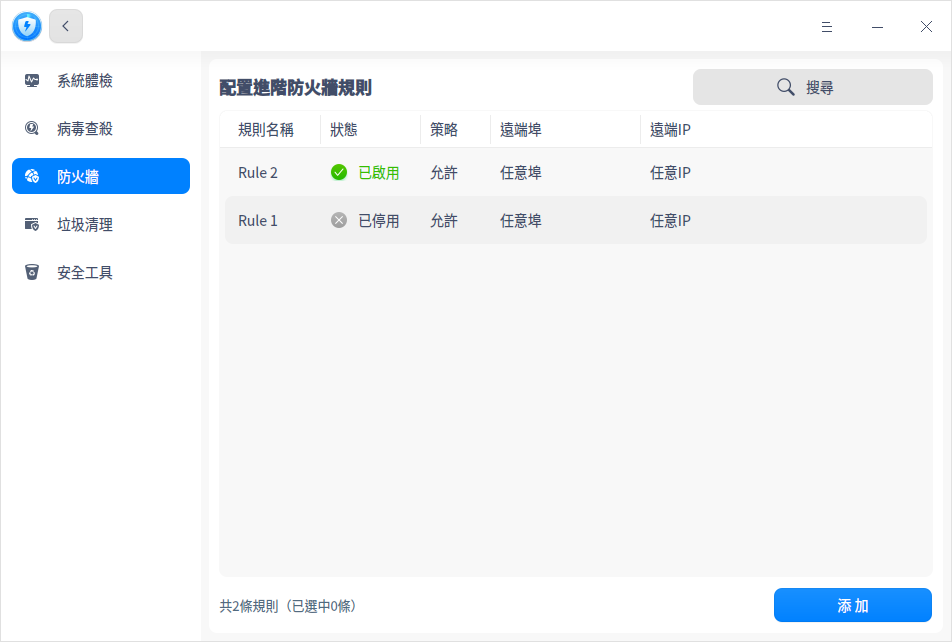 系統體檢
病毒查殺
防火牆
垃圾清理
安全工具
配置進階防火牆規則
搜尋
規則名稱 狀態 策略 遠端埠 遠端IP
Rule 2 已啟用 允許 任意埠 任意IP
Rule 1 已停用 允許 任意埠 任意IP
共2條規則（已選中0條）
添加